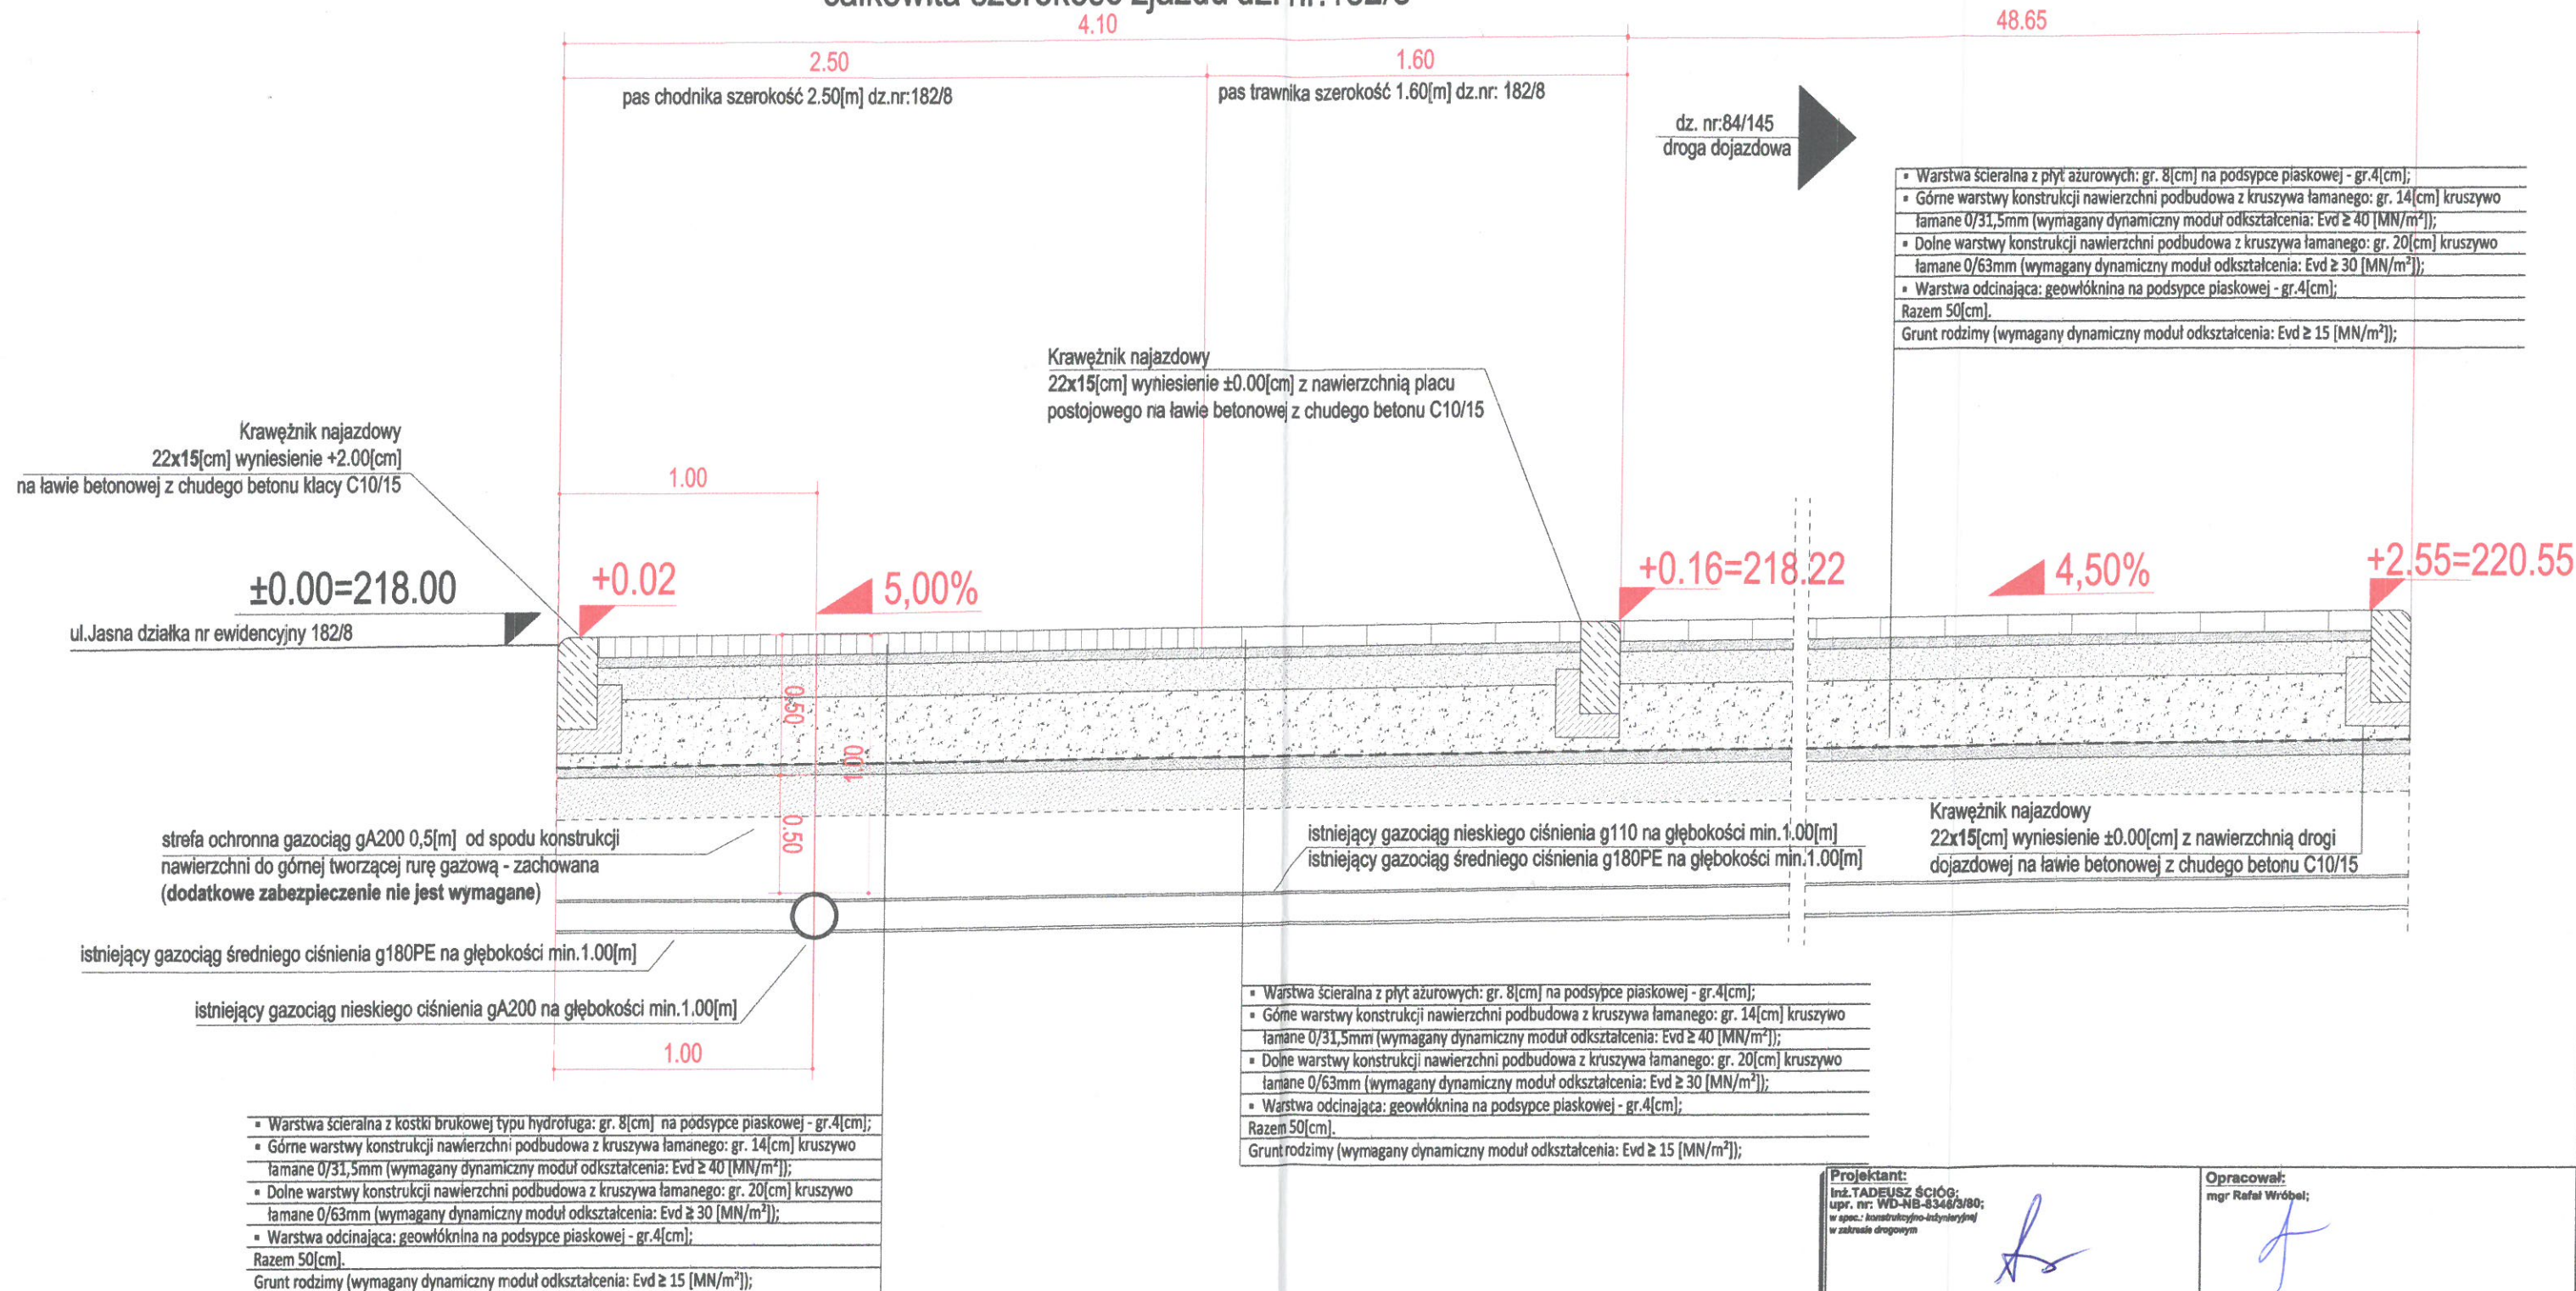 całkowita szerokość zjazdu dz. nr.182/8
4.10
48.65
2.50
1.60
pas chodnika szerokość 2.50[m] dz.nr:182/8
pas trawnika szerokość 1.60[m] dz.nr: 182/8
dz. nr:84/145
droga dojazdowa
▪ Warstwa ścieralna z płyt ażurowych: gr. 8[cm] na podsypce piaskowej - gr.4[cm];
▪ Górne warstwy konstrukcji nawierzchni podbudowa z kruszywa łamanego: gr. 14[cm] kruszywo
łamane 0/31,5mm (wymagany dynamiczny moduł odkształcenia: Evd ≥ 40 [MN/m²]);
▪ Dolne warstwy konstrukcji nawierzchni podbudowa z kruszywa łamanego: gr. 20[cm] kruszywo
łamane 0/63mm (wymagany dynamiczny moduł odkształcenia: Evd ≥ 30 [MN/m²]);
▪ Warstwa odcinająca: geowłóknina na podsypce piaskowej - gr.4[cm];
Razem 50[cm].
Grunt rodzimy (wymagany dynamiczny moduł odkształcenia: Evd ≥ 15 [MN/m²]);
Krawężnik najazdowy
22x15[cm] wyniesienie ±0.00[cm] z nawierzchnią placu
postojowego na ławie betonowej z chudego betonu C10/15
Krawężnik najazdowy
22x15[cm] wyniesienie +2.00[cm]
na ławie betonowej z chudego betonu klacy C10/15
1.00
±0.00=218.00
+0.02
5,00%
+0.16=218.22
4,50%
+2.55=220.55
ul.Jasna działka nr ewidencyjny 182/8
0.50
1.00
0.50
strefa ochronna gazociąg gA200 0,5[m] od spodu konstrukcji
nawierzchni do górnej tworzącej rurę gazową - zachowana
(dodatkowe zabezpieczenie nie jest wymagane)
istniejący gazociąg nieskiego ciśnienia g110 na głębokości min.1.00[m]
istniejący gazociąg średniego ciśnienia g180PE na głębokości min.1.00[m]
Krawężnik najazdowy
22x15[cm] wyniesienie ±0.00[cm] z nawierzchnią drogi
dojazdowej na ławie betonowej z chudego betonu C10/15
istniejący gazociąg średniego ciśnienia g180PE na głębokości min.1.00[m]
istniejący gazociąg nieskiego ciśnienia gA200 na głębokości min.1.00[m]
1.00
▪ Warstwa ścieralna z płyt ażurowych: gr. 8[cm] na podsypce piaskowej - gr.4[cm];
▪ Górne warstwy konstrukcji nawierzchni podbudowa z kruszywa łamanego: gr. 14[cm] kruszywo
łamane 0/31,5mm (wymagany dynamiczny moduł odkształcenia: Evd ≥ 40 [MN/m²]);
▪ Dolne warstwy konstrukcji nawierzchni podbudowa z kruszywa łamanego: gr. 20[cm] kruszywo
łamane 0/63mm (wymagany dynamiczny moduł odkształcenia: Evd ≥ 30 [MN/m²]);
▪ Warstwa odcinająca: geowłóknina na podsypce piaskowej - gr.4[cm];
Razem 50[cm].
Grunt rodzimy (wymagany dynamiczny moduł odkształcenia: Evd ≥ 15 [MN/m²]);
▪ Warstwa ścieralna z kostki brukowej typu hydrofuga: gr. 8[cm] na podsypce piaskowej - gr.4[cm];
▪ Górne warstwy konstrukcji nawierzchni podbudowa z kruszywa łamanego: gr. 14[cm] kruszywo
łamane 0/31,5mm (wymagany dynamiczny moduł odkształcenia: Evd ≥ 40 [MN/m²]);
▪ Dolne warstwy konstrukcji nawierzchni podbudowa z kruszywa łamanego: gr. 20[cm] kruszywo
łamane 0/63mm (wymagany dynamiczny moduł odkształcenia: Evd ≥ 30 [MN/m²]);
▪ Warstwa odcinająca: geowłóknina na podsypce piaskowej - gr.4[cm];
Razem 50[cm].
Grunt rodzimy (wymagany dynamiczny moduł odkształcenia: Evd ≥ 15 [MN/m²]);
Projektant:
Inż.TADEUSZ ŚCIÓG;
upr. nr: WD-NB-8346/3/80;
w spec.: konstrukcyjno-inżynieryjnej
w zakresie drogowym
Opracował:
mgr Rafał Wróbel;